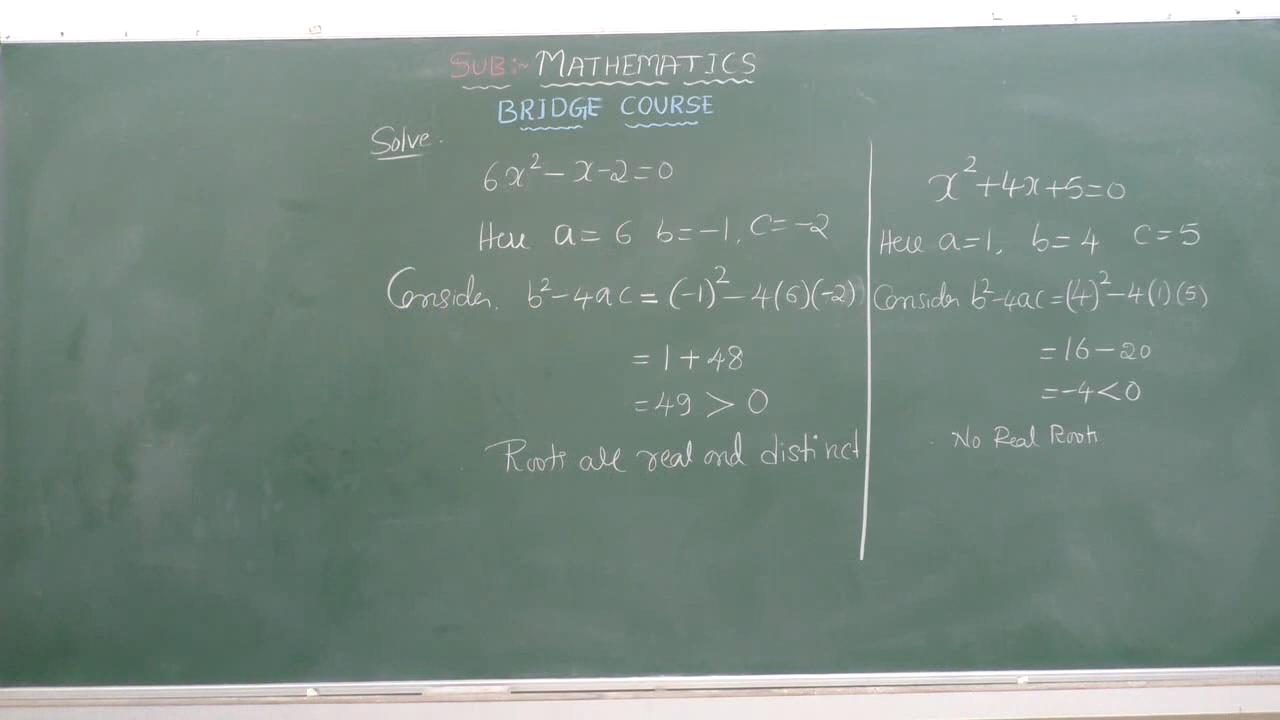 SUB:- MATHEMATICS
BRIDGE COURSE
Solve.
6x² - x - 2 = 0
Here a = 6 b = -1, c = -2
Consider. b² - 4ac = (-1)² - 4(6)(-2)
= 1 + 48
= 49 > 0
Roots are real and distinct
x² + 4x + 5 = 0
Here a = 1, b = 4 c = 5
Consider b² - 4ac = (4)² - 4(1)(5)
= 16 - 20
= -4 < 0
No Real Roots